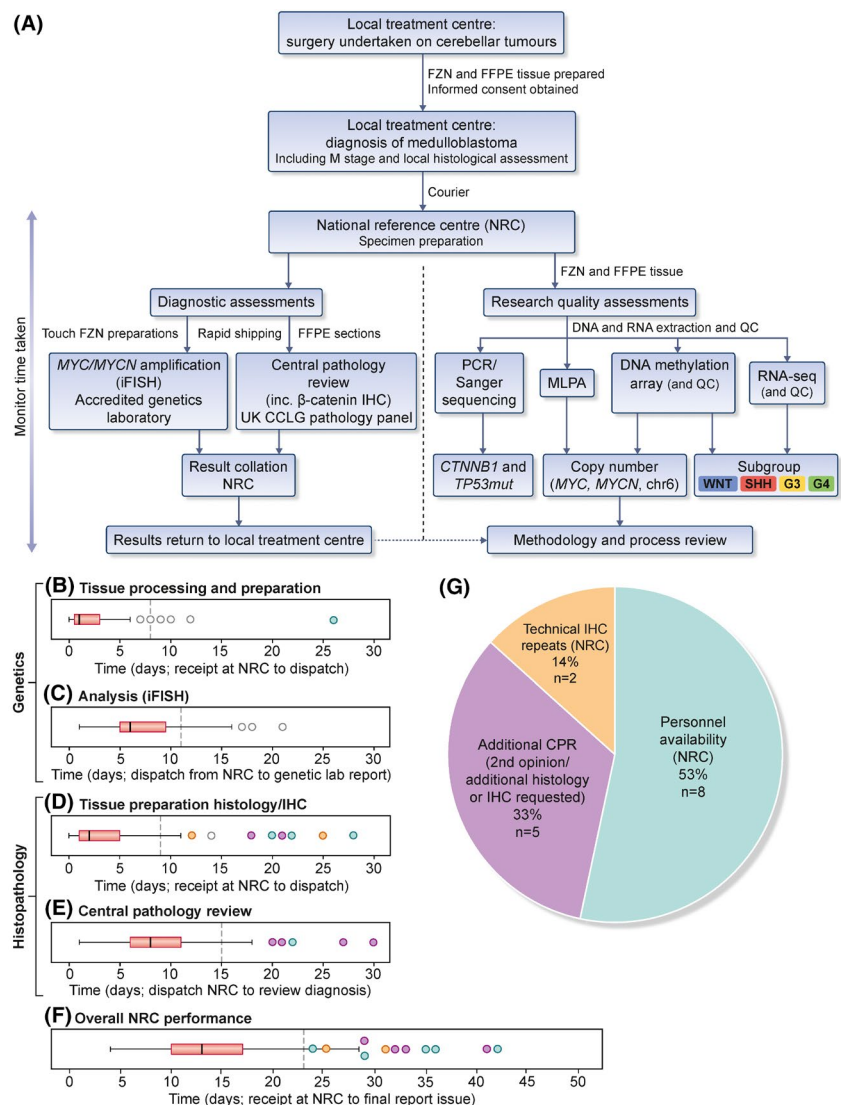 (A)
Local treatment centre:
surgery undertaken on cerebellar tumours
FZN and FFPE tissue prepared
Informed consent obtained
Local treatment centre:
diagnosis of medulloblastoma
Including M stage and local histological assessment
Courier
National reference centre (NRC)
Specimen preparation
FZN and FFPE tissue
Monitor time taken
Diagnostic assessments
Research quality assessments
Touch FZN preparations
Rapid shipping
FFPE sections
DNA and RNA extraction and QC
MYC/MYCN amplification
(iFISH)
Accredited genetics
laboratory
Central pathology
review
(inc. β-catenin IHC)
UK CCLG pathology panel
PCR/
Sanger
sequencing
MLPA
DNA methylation
array (and QC)
RNA-seq
(and QC)
Result collation
NRC
CTNNB1 and
TP53mut
Copy number
(MYC, MYCN, chr6)
Subgroup
WNT SHH G3 G4
Results return to local treatment centre
Methodology and process review
Genetics
(B) Tissue processing and preparation
0 5 10 15 20 25 30
Time (days; receipt at NRC to dispatch)
(C) Analysis (iFISH)
0 5 10 15 20 25 30
Time (days; dispatch from NRC to genetic lab report)
Histopathology
(D) Tissue preparation histology/IHC
0 5 10 15 20 25 30
Time (days; receipt at NRC to dispatch)
(E) Central pathology review
0 5 10 15 20 25 30
Time (days; dispatch NRC to review diagnosis)
(F) Overall NRC performance
0 5 10 15 20 25 30 35 40 45 50
Time (days; receipt at NRC to final report issue)
(G)
Technical IHC
repeats (NRC)
14%
n=2
Personnel
availability
(NRC)
53%
n=8
Additional CPR
(2nd opinion/
additional histology
or IHC requested)
33%
n=5